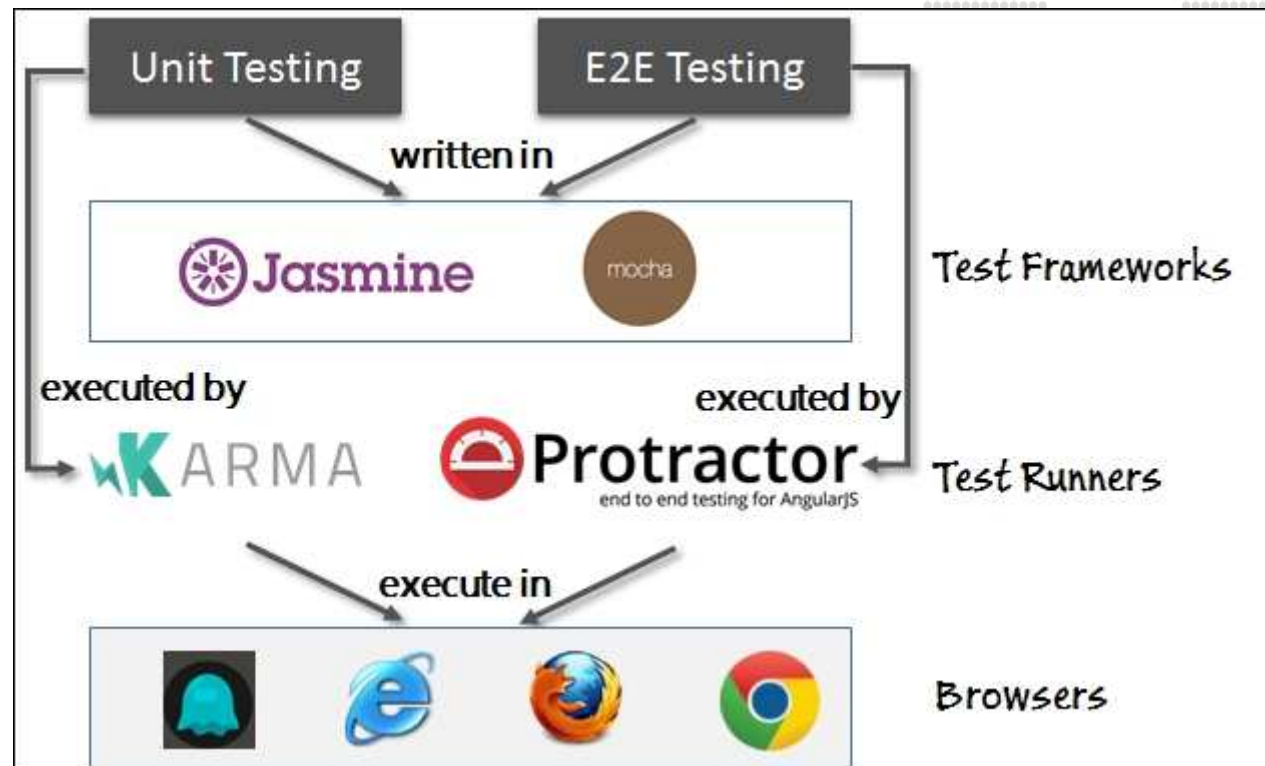 Unit Testing
E2E Testing
written in
Jasmine
mocha
Test Frameworks
executed by
executed by
KARMA
Protractor
end to end testing for AngularJS
Test Runners
execute in
Browsers